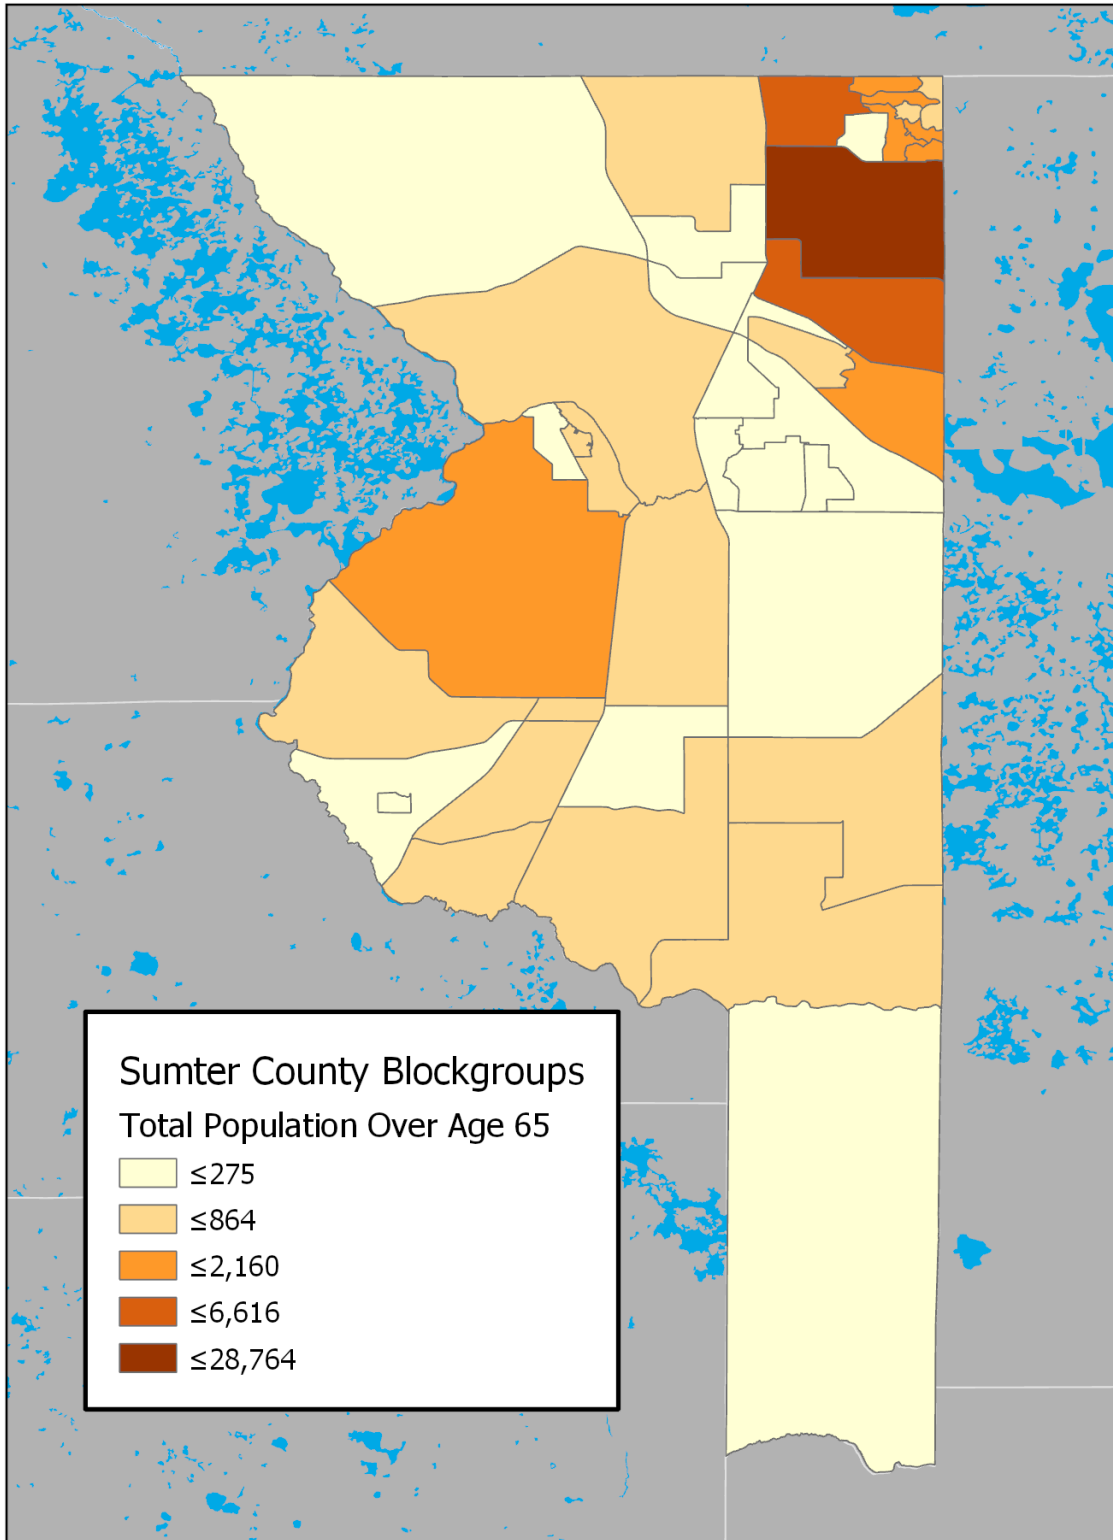 Sumter County Blockgroups
Total Population Over Age 65
≤275
≤864
≤2,160
≤6,616
≤28,764